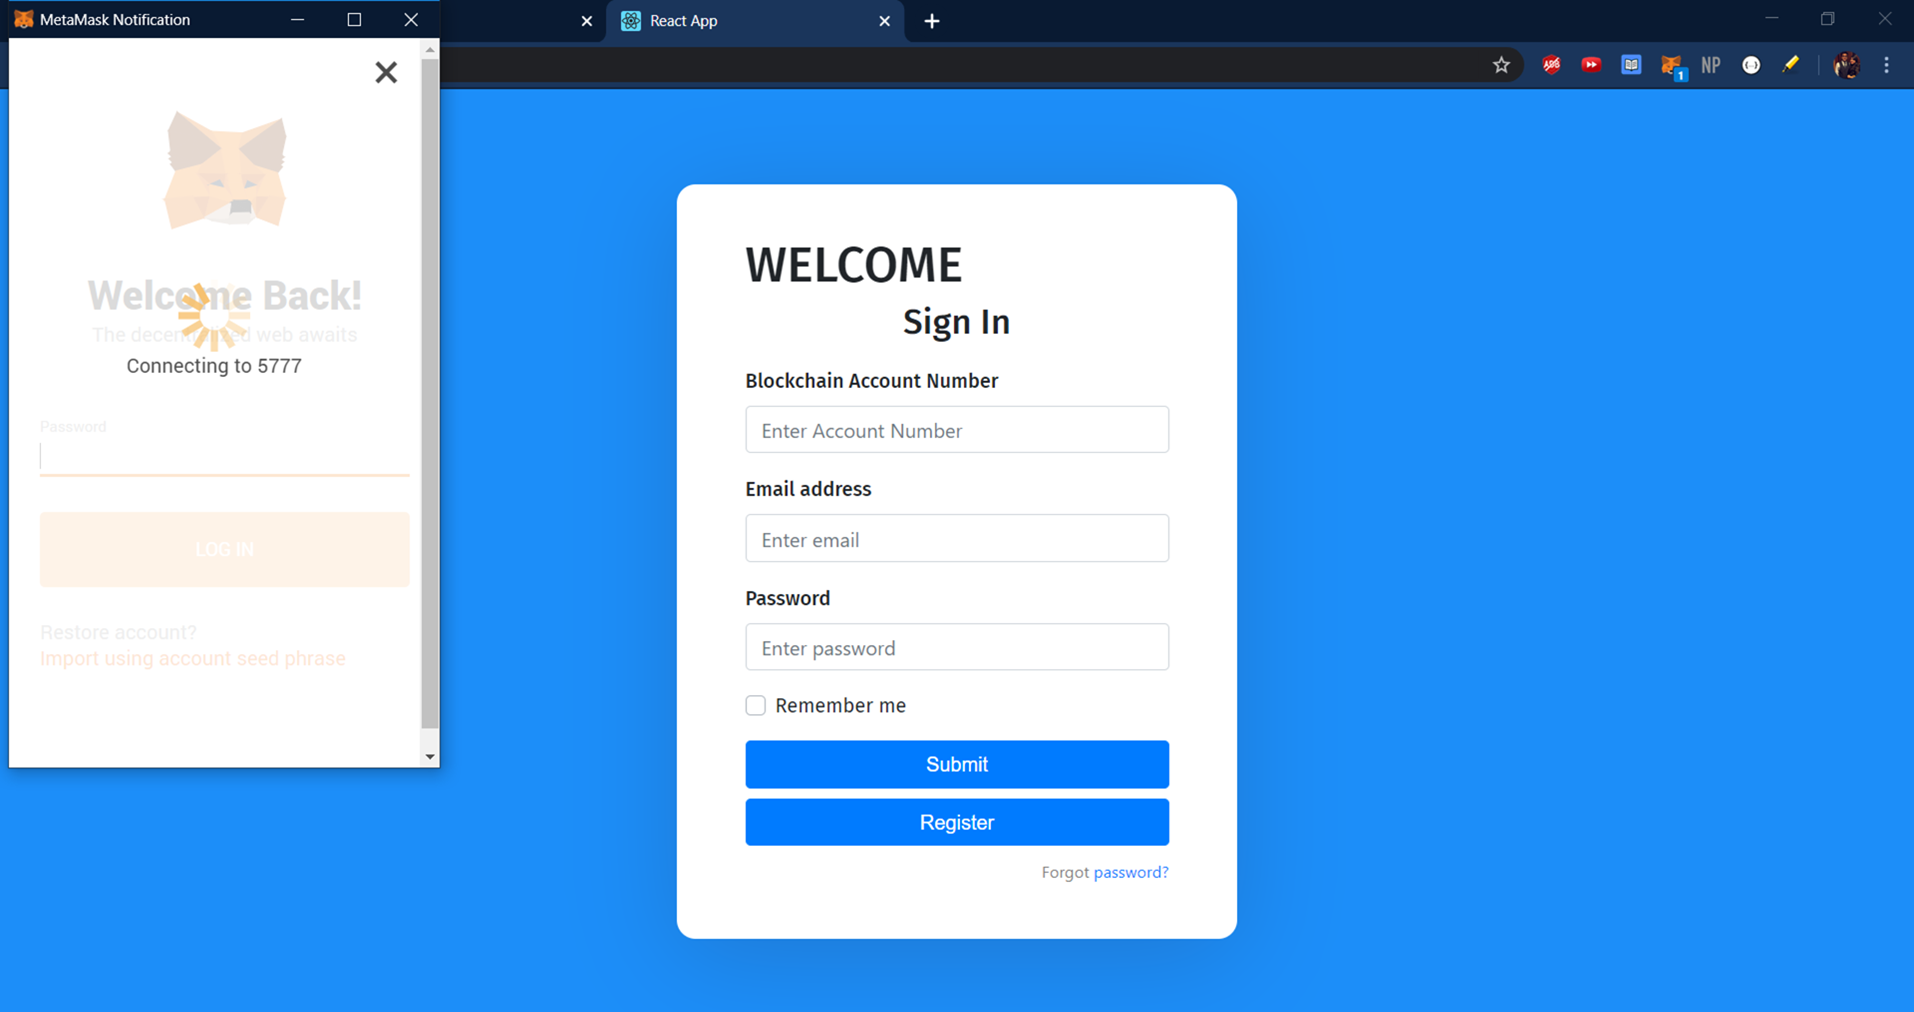 MetaMask Notification
React App
1
NP
Welcome Back!
The decentralized web awaits
Connecting to 5777
Password
LOG IN
Restore account?
Import using account seed phrase
WELCOME
Sign In
Blockchain Account Number
Enter Account Number
Email address
Enter email
Password
Enter password
Remember me
Submit
Register
Forgot password?